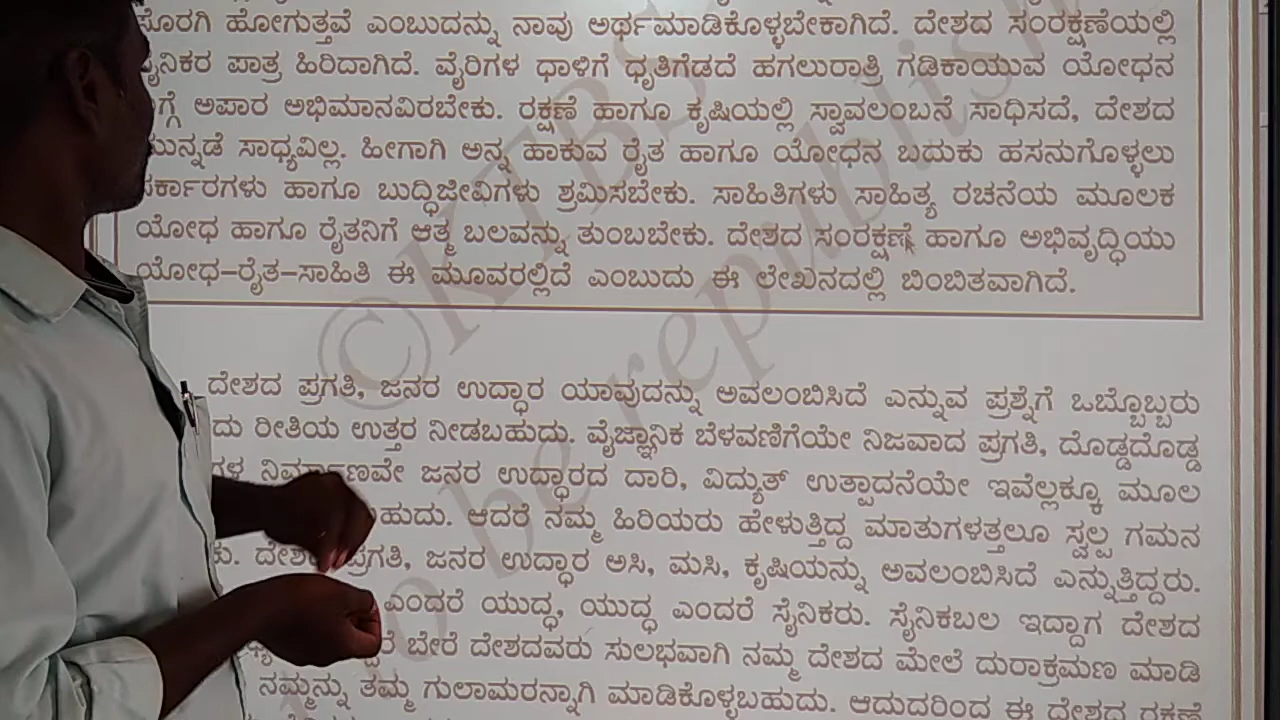 ಸೊರಗಿ ಹೋಗುತ್ತವೆ ಎಂಬುದನ್ನು ನಾವು ಅರ್ಥಮಾಡಿಕೊಳ್ಳಬೇಕಾಗಿದೆ. ದೇಶದ ಸಂರಕ್ಷಣೆಯಲ್ಲಿ
ಪಾತ್ರ ಹಿರಿದಾಗಿದೆ. ವೈರಿಗಳ ಧಾಳಿಗೆ ಧೃತಿಗೆಡದೆ ಹಗಲುರಾತ್ರಿ ಗಡಿಕಾಯುವ ಯೋಧನ
ಅಪಾರ ಅಭಿಮಾನವಿರಬೇಕು. ರಕ್ಷಣೆ ಹಾಗೂ ಕೃಷಿಯಲ್ಲಿ ಸ್ವಾವಲಂಬನೆ ಸಾಧಿಸದೆ, ದೇಶದ
ಮುನ್ನಡೆ ಸಾಧ್ಯವಿಲ್ಲ. ಹೀಗಾಗಿ ಅನ್ನ ಹಾಕುವ ರೈತ ಹಾಗೂ ಯೋಧನ ಬದುಕು ಹಸನುಗೊಳ್ಳಲು
ಹಾಗೂ ಬುದ್ಧಿಜೀವಿಗಳು ಶ್ರಮಿಸಬೇಕು. ಸಾಹಿತಿಗಳು ಸಾಹಿತ್ಯ ರಚನೆಯ ಮೂಲಕ
ಯೋಧ ಹಾಗೂ ರೈತನಿಗೆ ಆತ್ಮ ಬಲವನ್ನು ತುಂಬಬೇಕು. ದೇಶದ ಸಂರಕ್ಷಣೆ ಹಾಗೂ ಅಭಿವೃದ್ಧಿಯು
ಯೋಧ–ರೈತ–ಸಾಹಿತಿ ಈ ಮೂವರಲ್ಲಿದೆ ಎಂಬುದು ಈ ಲೇಖನದಲ್ಲಿ ಬಿಂಬಿತವಾಗಿದೆ.
ದೇಶದ ಪ್ರಗತಿ, ಜನರ ಉದ್ಧಾರ ಯಾವುದನ್ನು ಅವಲಂಬಿಸಿದೆ ಎನ್ನುವ ಪ್ರಶ್ನೆಗೆ ಒಬ್ಬೊಬ್ಬರು
ರೀತಿಯ ಉತ್ತರ ನೀಡಬಹುದು. ವೈಜ್ಞಾನಿಕ ಬೆಳವಣಿಗೆಯೇ ನಿಜವಾದ ಪ್ರಗತಿ, ದೊಡ್ಡದೊಡ್ಡ
ನಿರ್ಮಾಣವೇ ಜನರ ಉದ್ಧಾರದ ದಾರಿ, ವಿದ್ಯುತ್ ಉತ್ಪಾದನೆಯೇ ಇವೆಲ್ಲಕ್ಕೂ ಮೂಲ
ಆದರೆ ನಮ್ಮ ಹಿರಿಯರು ಹೇಳುತ್ತಿದ್ದ ಮಾತುಗಳತ್ತಲೂ ಸ್ವಲ್ಪ ಗಮನ
ಪ್ರಗತಿ, ಜನರ ಉದ್ಧಾರ ಅಸಿ, ಮಸಿ, ಕೃಷಿಯನ್ನು ಅವಲಂಬಿಸಿದೆ ಎನ್ನುತ್ತಿದ್ದರು.
ಎಂದರೆ ಯುದ್ಧ, ಯುದ್ಧ ಎಂದರೆ ಸೈನಿಕರು. ಸೈನಿಕಬಲ ಇದ್ದಾಗ ದೇಶದ
ಬೇರೆ ದೇಶದವರು ಸುಲಭವಾಗಿ ನಮ್ಮ ದೇಶದ ಮೇಲೆ ದುರಾಕ್ರಮಣ ಮಾಡಿ
ನಮ್ಮನ್ನು ತಮ್ಮ ಗುಲಾಮರನ್ನಾಗಿ ಮಾಡಿಕೊಳ್ಳಬಹುದು. ಆದುದರಿಂದ ಈ ದೇಶದ ರಕ್ಷಣೆ